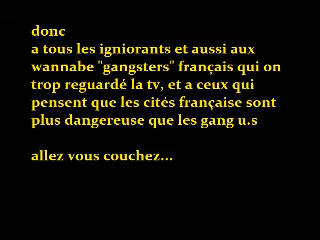 donc
a tous les igniorants et aussi aux
wannabe "gangsters" français qui on
trop reguardé la tv, et a ceux qui
pensent que les cités française sont
plus dangereuse que les gang u.s
allez vous couchez...